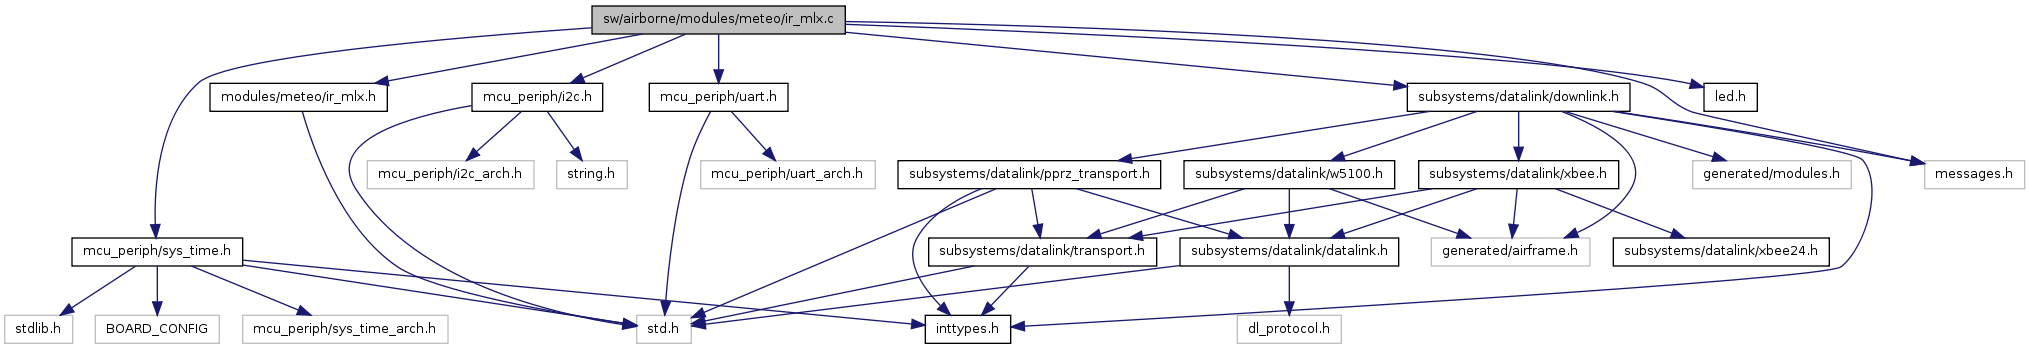 sw/airborne/modules/meteo/ir_mlx.c
modules/meteo/ir_mlx.h
mcu_periph/i2c.h
mcu_periph/uart.h
subsystems/datalink/downlink.h
led.h
mcu_periph/i2c_arch.h
string.h
mcu_periph/uart_arch.h
subsystems/datalink/pprz_transport.h
subsystems/datalink/w5100.h
subsystems/datalink/xbee.h
generated/modules.h
messages.h
mcu_periph/sys_time.h
subsystems/datalink/transport.h
subsystems/datalink/datalink.h
generated/airframe.h
subsystems/datalink/xbee24.h
stdlib.h
BOARD_CONFIG
mcu_periph/sys_time_arch.h
std.h
inttypes.h
dl_protocol.h